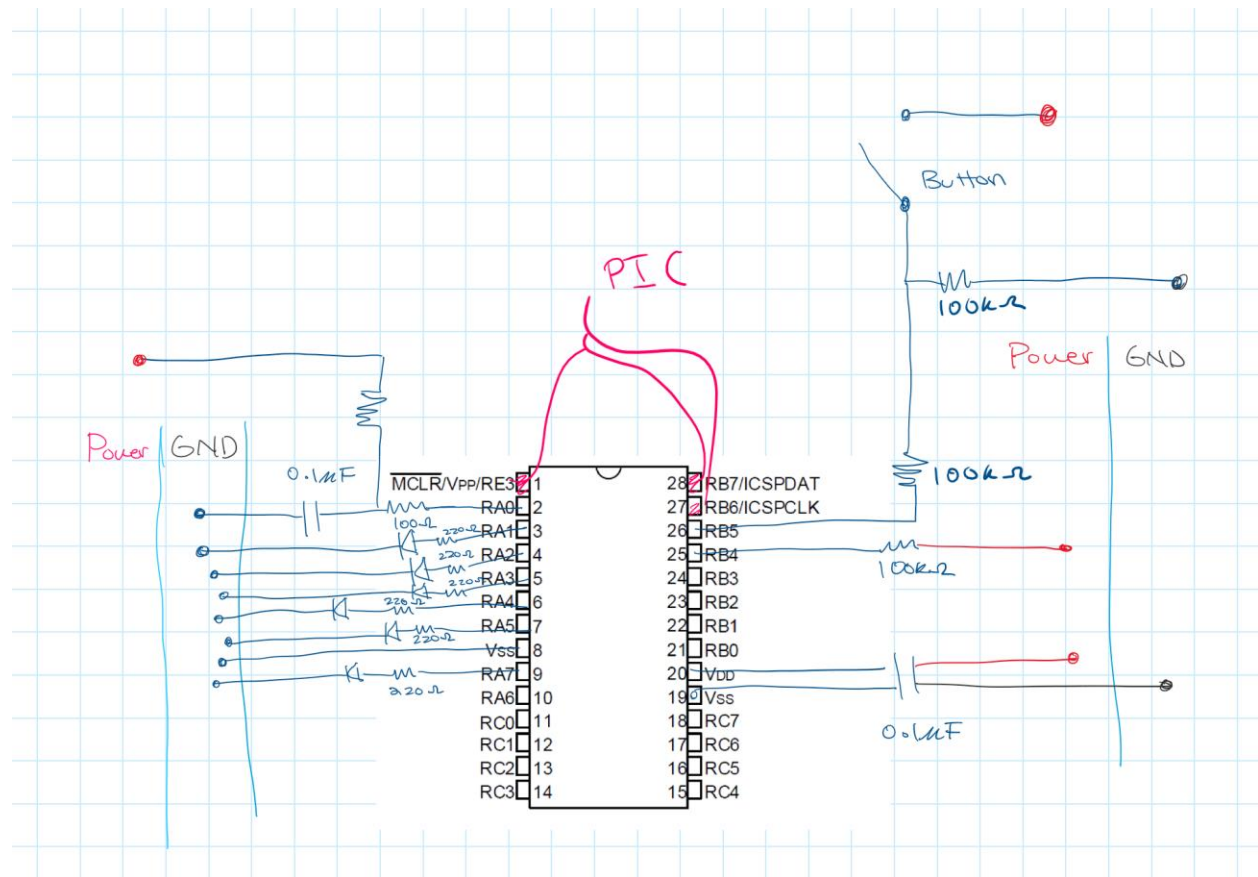 Button
PIC
100kΩ
Power GND
Power GND
0.1μF
100kΩ
MCLR/VPP/RE3 1 28 RB7/ICSPDAT
RA0 2 27 RB6/ICSPCLK
100Ω
220Ω
RA1 3 26 RB5
220Ω
RA2 4 25 RB4
100kΩ
220Ω
RA3 5 24 RB3
220Ω
RA4 6 23 RB2
RA5 7 22 RB1
220Ω
VSS 8 21 RB0
RA7 9 20 VDD
220Ω
RA6 10 19 VSS
RC0 11 18 RC7
0.1μF
RC1 12 17 RC6
RC2 13 16 RC5
RC3 14 15 RC4